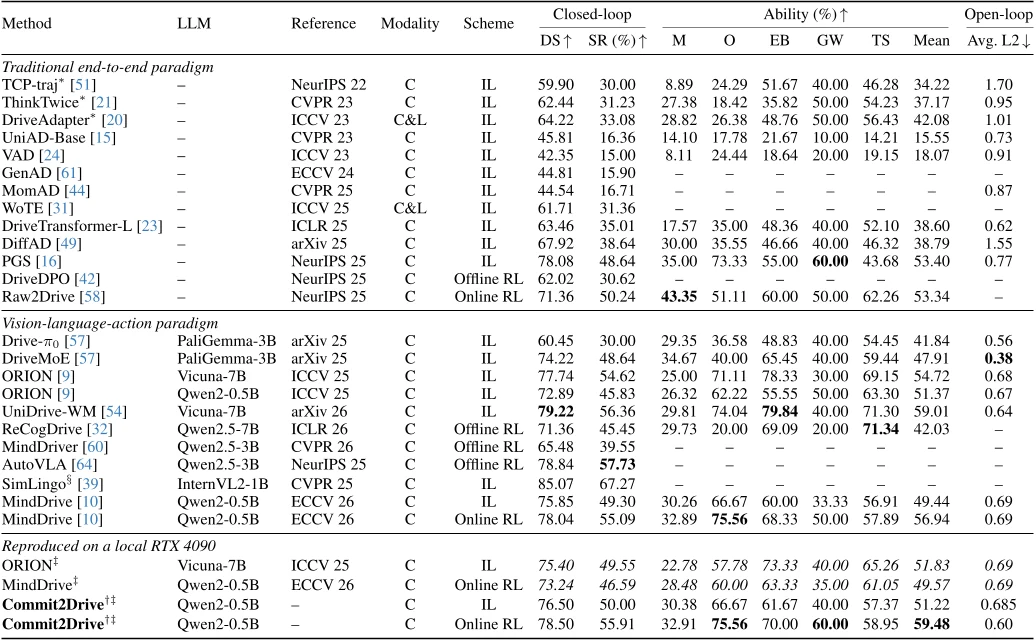 Method LLM Reference Modality Scheme Closed-loop Ability (%) ↑ Open-loop
DS ↑ SR (%) ↑ M O EB GW TS Mean Avg. L2 ↓
Traditional end-to-end paradigm
TCP-traj* [51] – NeurIPS 22 C IL 59.90 30.00 8.89 24.29 51.67 40.00 46.28 34.22 1.70
ThinkTwice* [21] – CVPR 23 C IL 62.44 31.23 27.38 18.42 35.82 50.00 54.23 37.17 0.95
DriveAdapter* [20] – ICCV 23 C&L IL 64.22 33.08 28.82 26.38 48.76 50.00 56.43 42.08 1.01
UniAD-Base [15] – CVPR 23 C IL 45.81 16.36 14.10 17.78 21.67 10.00 14.21 15.55 0.73
VAD [24] – ICCV 23 C IL 42.35 15.00 8.11 24.44 18.64 20.00 19.15 18.07 0.91
GenAD [61] – ECCV 24 C IL 44.81 15.90 – – – – – – –
MomAD [44] – CVPR 25 C IL 44.54 16.71 – – – – – – 0.87
WoTE [31] – ICCV 25 C&L IL 61.71 31.36 – – – – – – –
DriveTransformer-L [23] – ICLR 25 C IL 63.46 35.01 17.57 35.00 48.36 40.00 52.10 38.60 0.62
DiffAD [49] – arXiv 25 C IL 67.92 38.64 30.00 35.55 46.66 40.00 46.32 38.79 1.55
PGS [16] – NeurIPS 25 C IL 78.08 48.64 35.00 73.33 55.00 60.00 43.68 53.40 0.77
DriveDPO [42] – NeurIPS 25 C Offline RL 62.02 30.62 – – – – – – –
Raw2Drive [58] – NeurIPS 25 C Online RL 71.36 50.24 43.35 51.11 60.00 50.00 62.26 53.34 –
Vision-language-action paradigm
Drive-π0 [57] PaliGemma-3B arXiv 25 C IL 60.45 30.00 29.35 36.58 48.83 40.00 54.45 41.84 0.56
DriveMoE [57] PaliGemma-3B arXiv 25 C IL 74.22 48.64 34.67 40.00 65.45 40.00 59.44 47.91 0.38
ORION [9] Vicuna-7B ICCV 25 C IL 77.74 54.62 25.00 71.11 78.33 30.00 69.15 54.72 0.68
ORION [9] Qwen2-0.5B ICCV 25 C IL 72.89 45.83 26.32 62.22 55.55 50.00 63.30 51.37 0.67
UniDrive-WM [54] Vicuna-7B arXiv 26 C IL 79.22 56.36 29.81 74.04 79.84 40.00 71.30 59.01 0.64
ReCogDrive [32] Qwen2.5-7B ICLR 26 C Offline RL 71.36 45.45 29.73 20.00 69.09 20.00 71.34 42.03 –
MindDriver [60] Qwen2.5-3B CVPR 26 C Offline RL 65.48 39.55 – – – – – – –
AutoVLA [64] Qwen2.5-3B NeurIPS 25 C Offline RL 78.84 57.73 – – – – – – –
SimLingo§ [39] InternVL2-1B CVPR 25 C IL 85.07 67.27 – – – – – – –
MindDrive [10] Qwen2-0.5B ECCV 26 C IL 75.85 49.30 30.26 66.67 60.00 33.33 56.91 49.44 0.69
MindDrive [10] Qwen2-0.5B ECCV 26 C Online RL 78.04 55.09 32.89 75.56 68.33 50.00 57.89 56.94 0.69
Reproduced on a local RTX 4090
ORION‡ Vicuna-7B ICCV 25 C IL 75.40 49.55 22.78 57.78 73.33 40.00 65.26 51.83 0.69
MindDrive‡ Qwen2-0.5B ECCV 26 C Online RL 73.24 46.59 28.48 60.00 63.33 35.00 61.05 49.57 0.69
Commit2Drive†‡ Qwen2-0.5B – C IL 76.50 50.00 30.38 66.67 61.67 40.00 57.37 51.22 0.685
Commit2Drive†‡ Qwen2-0.5B – C Online RL 78.50 55.91 32.91 75.56 70.00 60.00 58.95 59.48 0.60